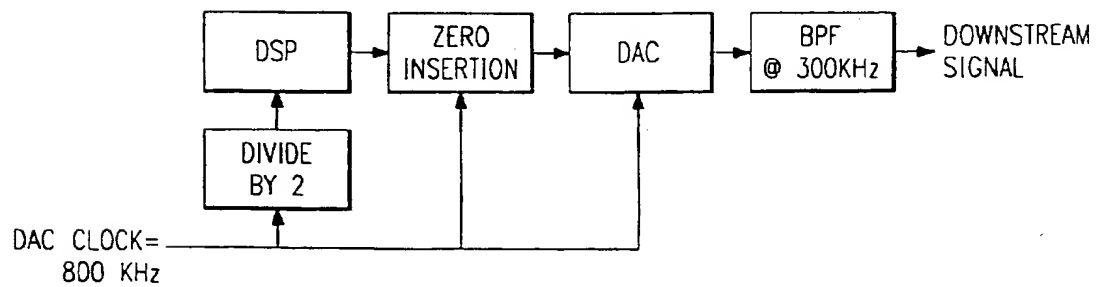 DSP
ZERO
INSERTION
DAC
BPF
@ 300KHz
DOWNSTREAM
SIGNAL
DIVIDE
BY 2
DAC CLOCK=
800 KHz